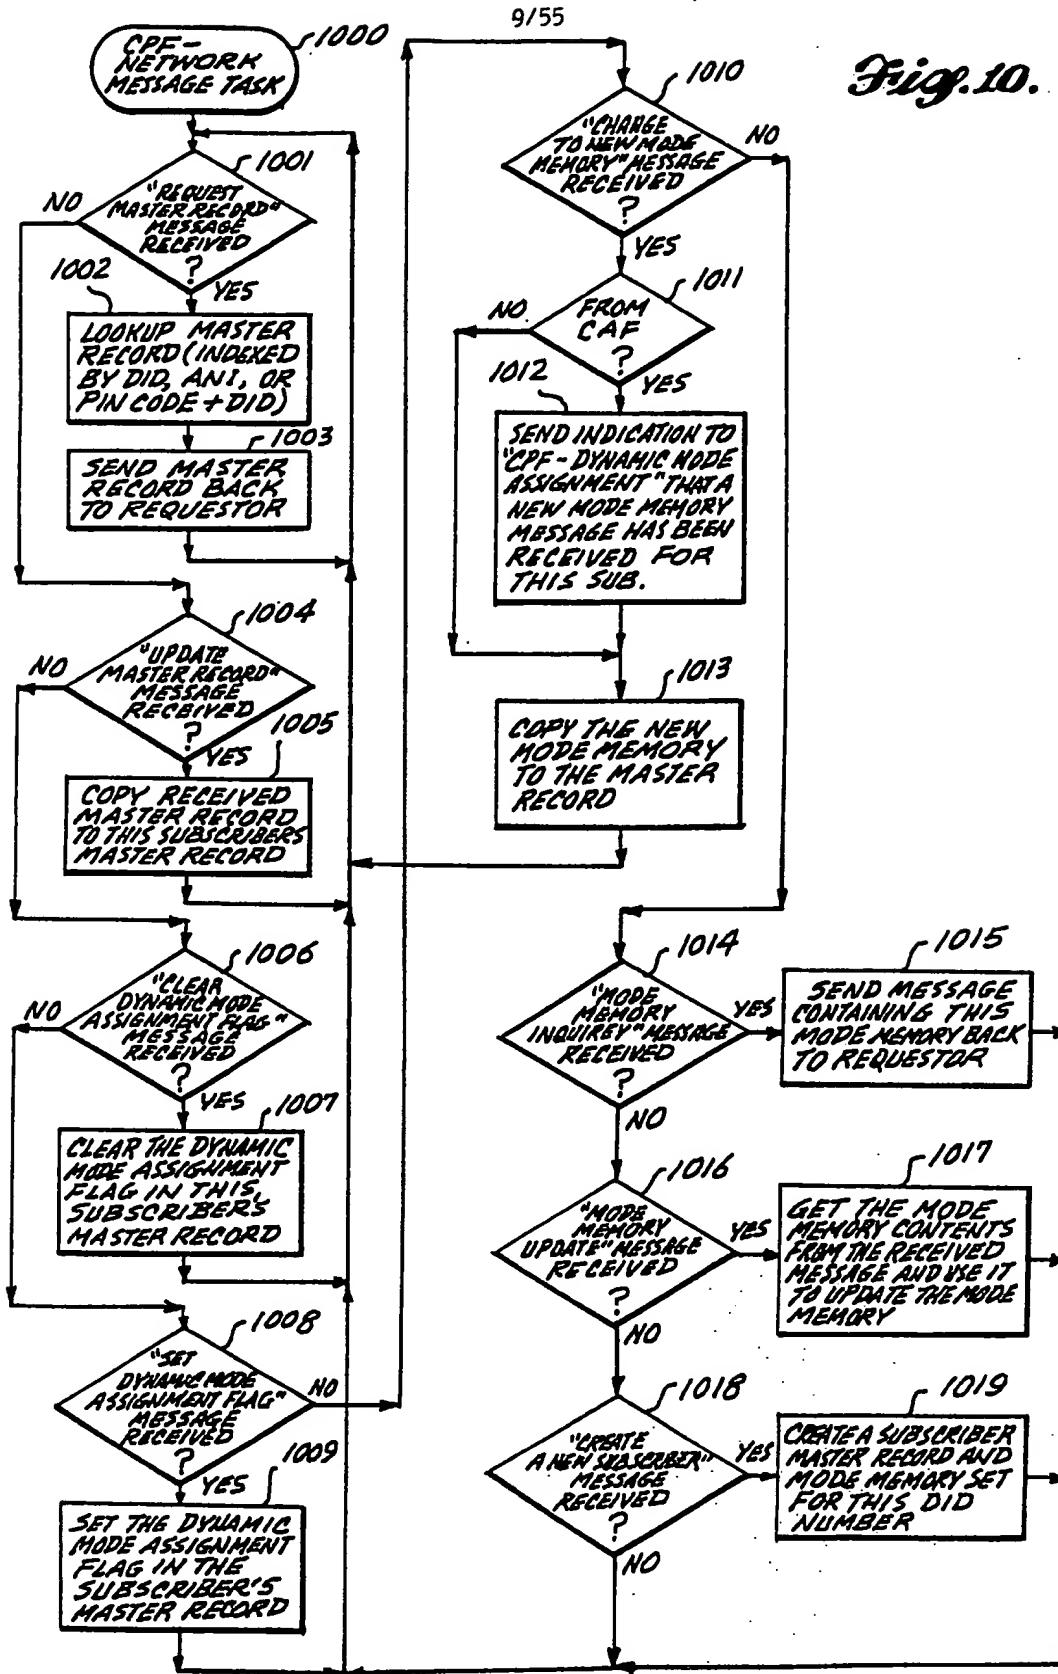 9/55
Fig. 10.
CPF-
NETWORK
MESSAGE TASK
1000
1001
"REQUEST
MASTER RECORD"
MESSAGE
RECEIVED
?
NO
YES
1002
LOOKUP MASTER
RECORD (INDEXED
BY DID, ANI, OR
PIN CODE + DID)
1003
SEND MASTER
RECORD BACK
TO REQUESTOR
1004
"UPDATE
MASTER RECORD"
MESSAGE
RECEIVED
?
NO
YES
1005
COPY RECEIVED
MASTER RECORD
TO THIS SUBSCRIBERS
MASTER RECORD
1006
"CLEAR
DYNAMIC MODE
ASSIGNMENT FLAG"
MESSAGE
RECEIVED
?
NO
YES
1007
CLEAR THE DYNAMIC
MODE ASSIGNMENT
FLAG IN THIS,
SUBSCRIBER'S
MASTER RECORD
1008
"SET
DYNAMIC MODE
ASSIGNMENT FLAG"
MESSAGE
RECEIVED
?
NO
YES
1009
SET THE DYNAMIC
MODE ASSIGNMENT
FLAG IN THE
SUBSCRIBER'S
MASTER RECORD
1010
"CHANGE
TO NEW MODE
MEMORY" MESSAGE
RECEIVED
?
NO
YES
1011
FROM
CAF
?
NO
YES
1012
SEND INDICATION TO
"CPF - DYNAMIC MODE
ASSIGNMENT" THAT A
NEW MODE MEMORY
MESSAGE HAS BEEN
RECEIVED FOR
THIS SUB.
1013
COPY THE NEW
MODE MEMORY
TO THE MASTER
RECORD
1014
"MODE
MEMORY
INQUIREY" MESSAGE
RECEIVED
?
YES
NO
1015
SEND MESSAGE
CONTAINING THIS
MODE MEMORY BACK
TO REQUESTOR
1016
"MODE
MEMORY
UPDATE" MESSAGE
RECEIVED
?
YES
NO
1017
GET THE MODE
MEMORY CONTENTS
FROM THE RECEIVED
MESSAGE AND USE IT
TO UPDATE THE MODE
MEMORY
1018
"CREATE
A NEW SUBSCRIBER"
MESSAGE
RECEIVED
?
YES
NO
1019
CREATE A SUBSCRIBER
MASTER RECORD AND
MODE MEMORY SET
FOR THIS DID
NUMBER